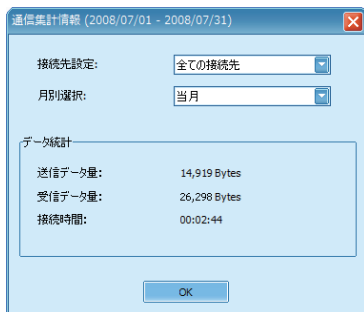 通信集計情報 (2008/07/01 - 2008/07/31)
接続先設定: 全ての接続先
月別選択: 当月
データ統計
送信データ量: 14,919 Bytes
受信データ量: 26,298 Bytes
接続時間: 00:02:44
OK